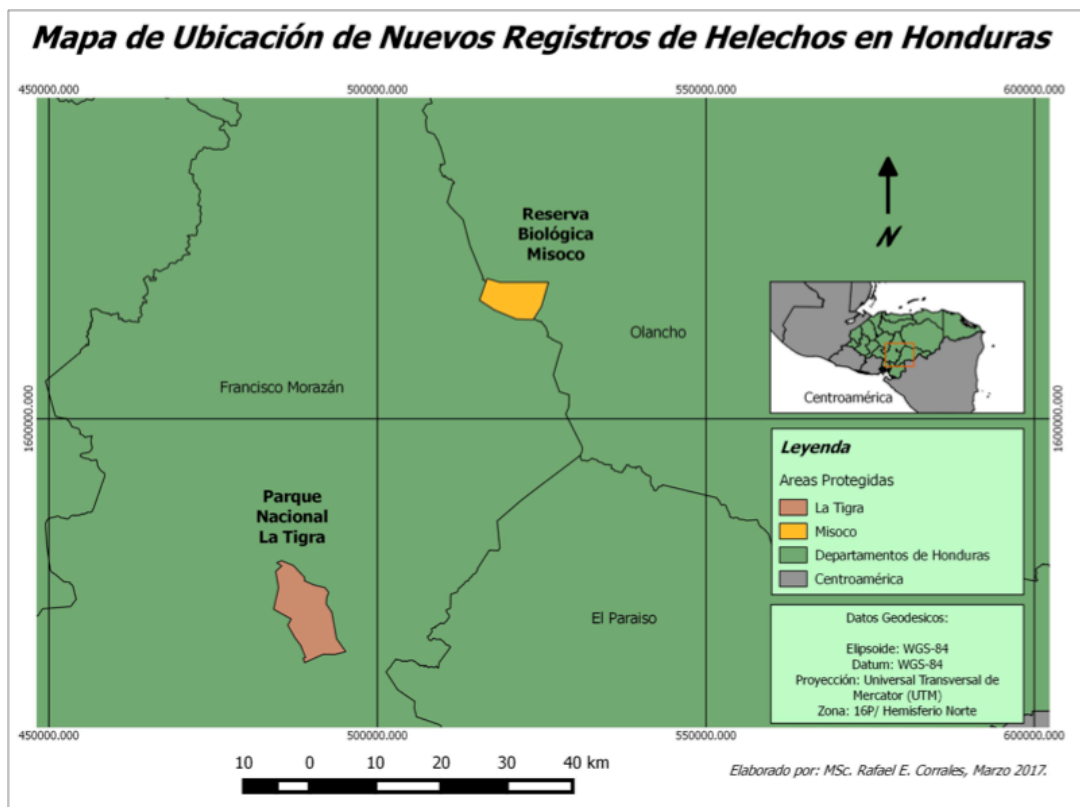 Mapa de Ubicación de Nuevos Registros de Helechos en Honduras
450000.000
500000.000
550000.000
600000.000
N
Reserva
Biológica
Misoco
Olancho
Francisco Morazán
Centroamérica
1600000.000
1600000.000
Leyenda
Areas Protegidas
La Tigra
Misoco
Departamentos de Honduras
Centroamérica
Parque
Nacional
La Tigra
El Paraiso
Datos Geodesicos:
Elipsoide: WGS-84
Datum: WGS-84
Proyección: Universal Transversal de
Mercator (UTM)
Zona: 16P/ Hemisferio Norte
450000.000
500000.000
550000.000
600000.000
10 0 10 20 30 40 km
Elaborado por: MSc. Rafael E. Corrales, Marzo 2017.